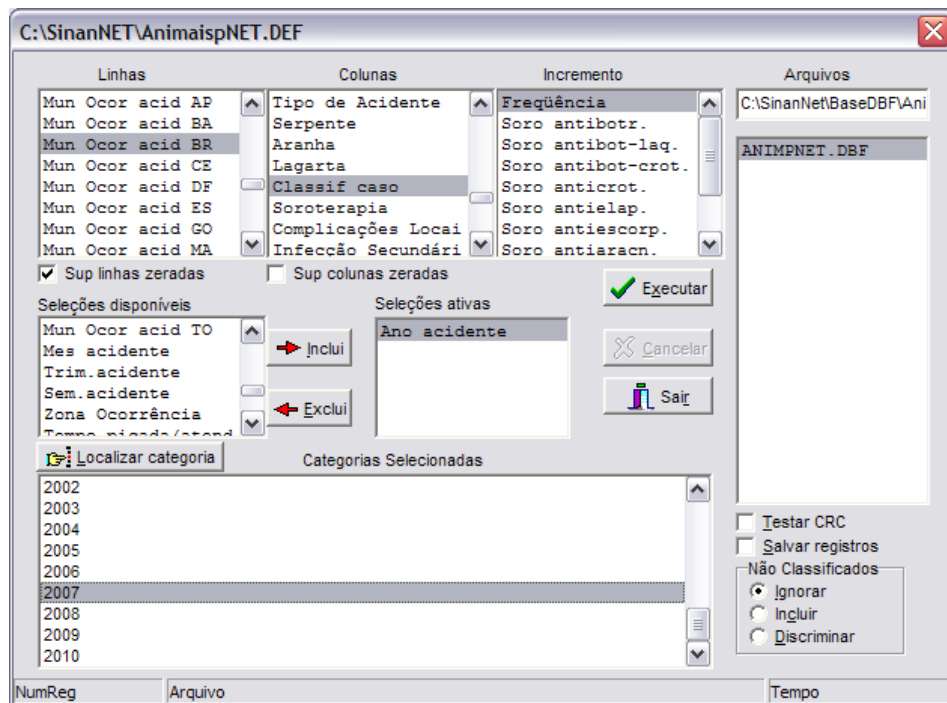 C:\SinanNET\AnimaispNET.DEF
Linhas
Colunas
Incremento
Arquivos
Mun Ocor acid AP
Mun Ocor acid BA
Mun Ocor acid BR
Mun Ocor acid CE
Mun Ocor acid DF
Mun Ocor acid ES
Mun Ocor acid GO
Mun Ocor acid MA
Tipo de Acidente
Serpente
Aranha
Lagarta
Classif caso
Soroterapia
Complicações Locai
Infecção Secundári
Freqüência
Soro antibotr.
Soro antibot-laq.
Soro antibot-crot.
Soro anticrot.
Soro antielap.
Soro antiescorp.
Soro antiaracn.
C:\SinanNet\BaseDBF\Ani
ANIMPNET.DBF
Sup linhas zeradas
Sup colunas zeradas
Executar
Seleções disponíveis
Seleções ativas
Mun Ocor acid TO
Mes acidente
Trim.acidente
Sem.acidente
Zona Ocorrência
Tempo picada/atend
Inclui
Exclui
Ano acidente
Cancelar
Sair
Localizar categoria
Categorias Selecionadas
2002
2003
2004
2005
2006
2007
2008
2009
2010
Testar CRC
Salvar registros
Não Classificados
Ignorar
Incluir
Discriminar
NumReg
Arquivo
Tempo